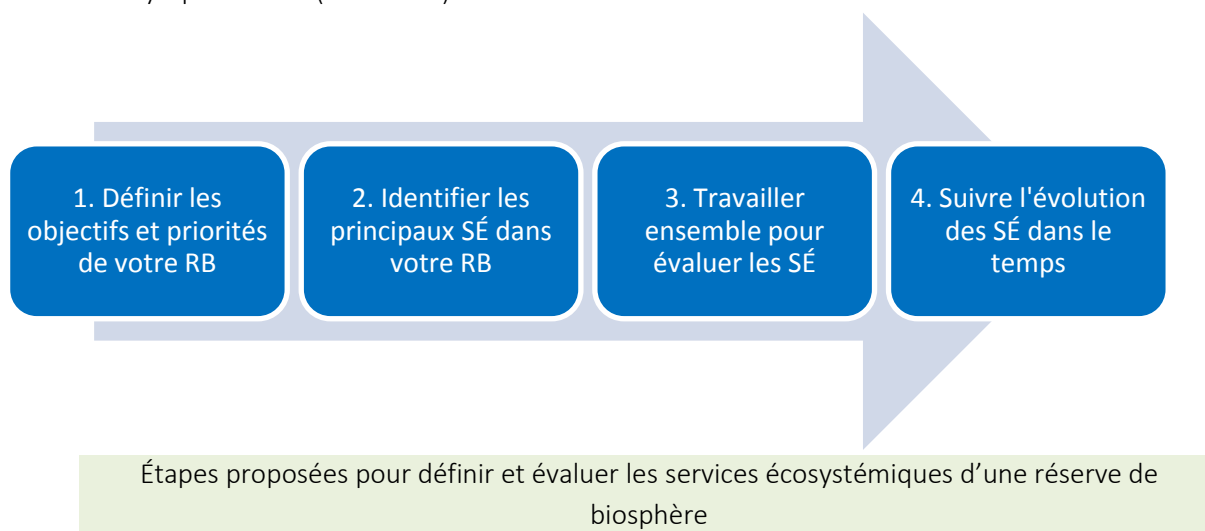 1. Définir les
objectifs et priorités
de votre RB
2. Identifier les
principaux SÉ dans
votre RB
3. Travailler
ensemble pour
évaluer les SÉ
4. Suivre l'évolution
des SÉ dans le
temps
Étapes proposées pour définir et évaluer les services écosystémiques d’une réserve de
biosphère